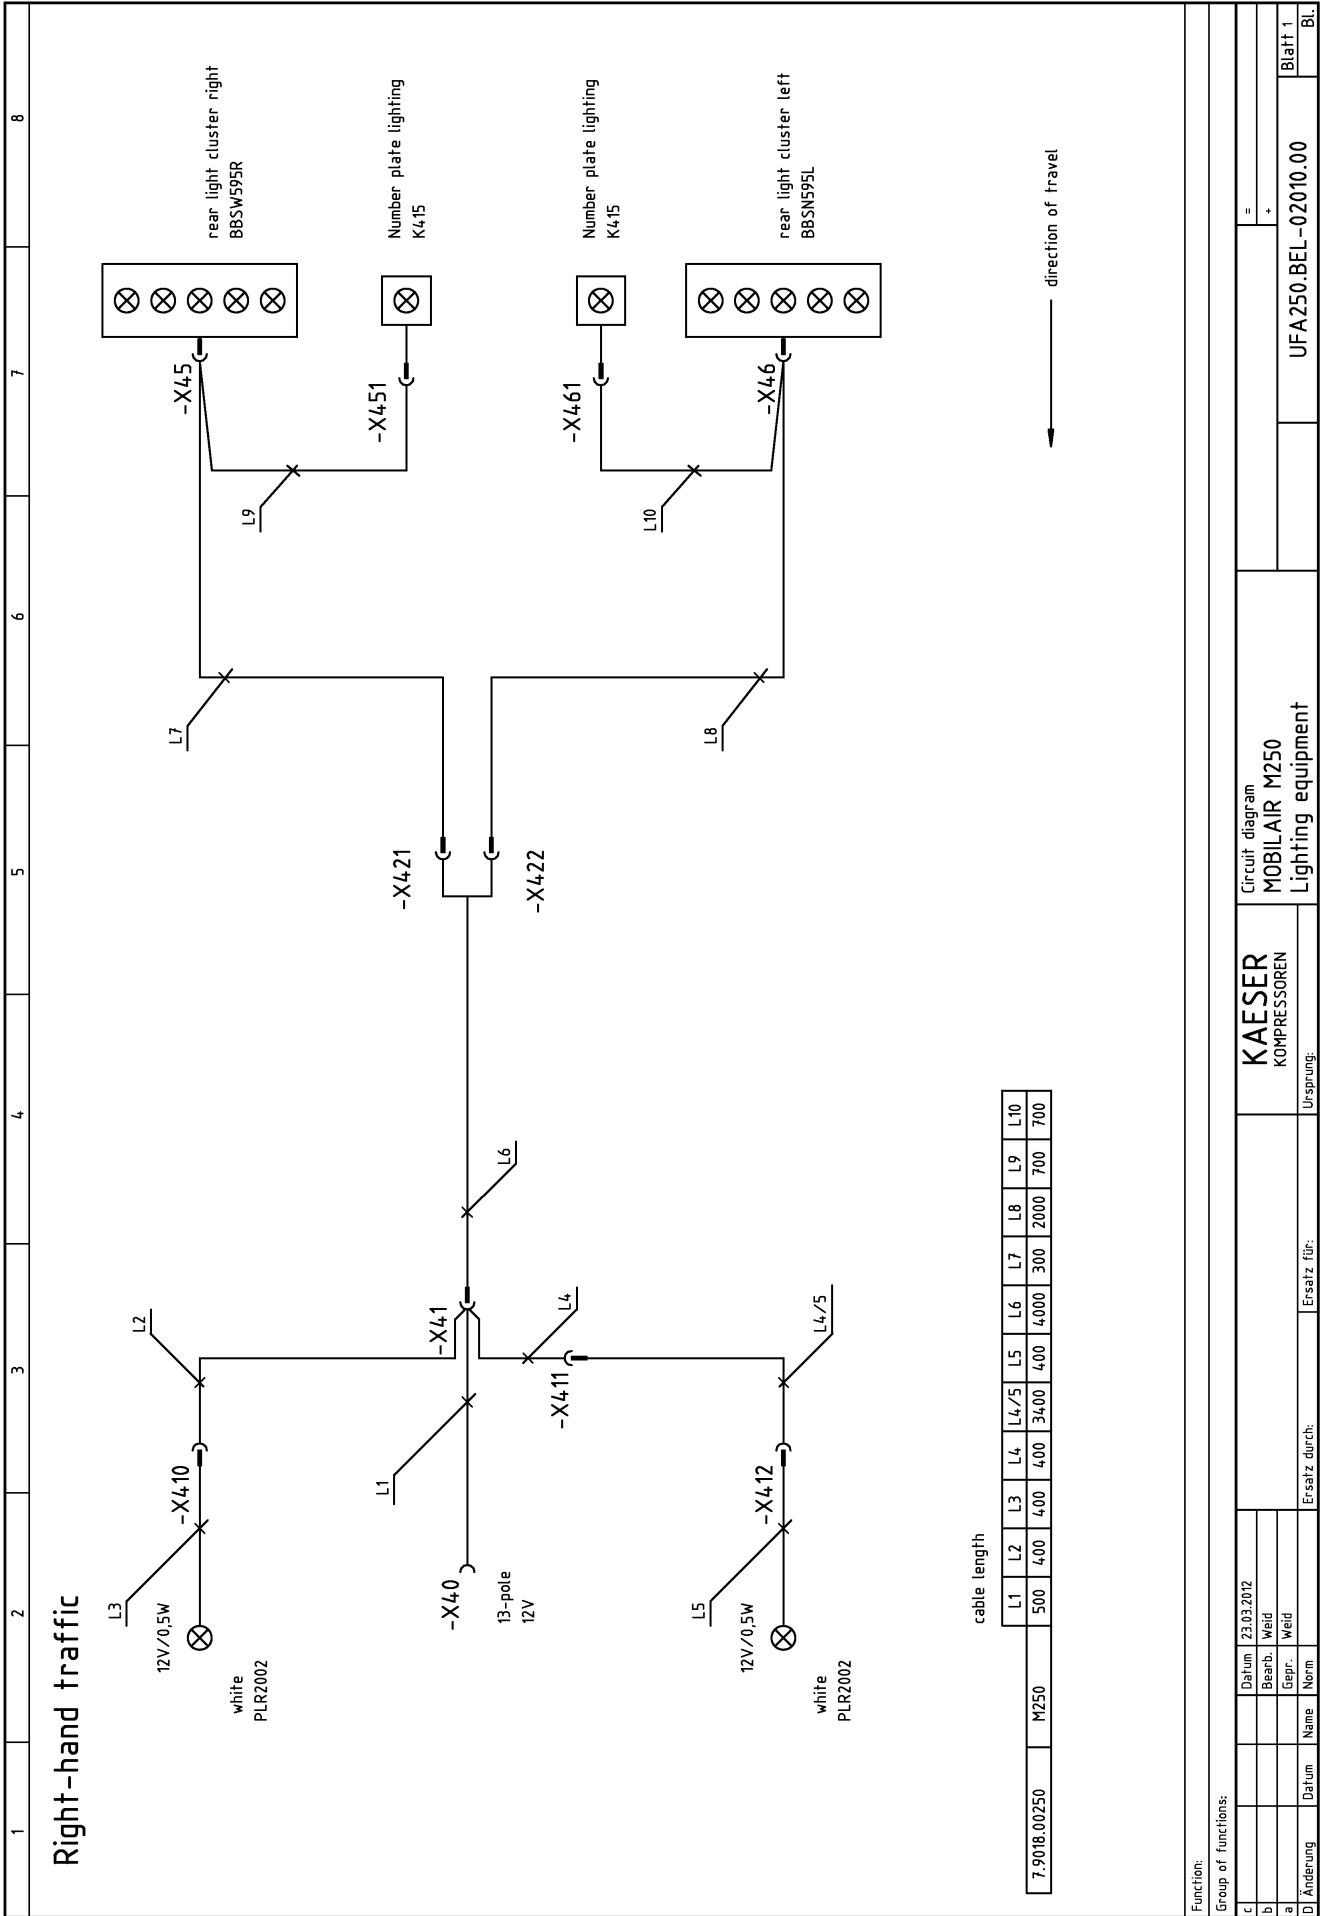 1
2
3
4
5
6
7
8
Right-hand traffic
L3
12V/0,5W
white
PLR2002
-X410
L2
rear light cluster right
BBSW595R
-X45
L7
L9
Number plate lighting
K415
-X451
-X421
-X41
L1
-X40
13-pole
12V
L6
L4
-X411
-X422
Number plate lighting
K415
-X461
L10
L8
rear light cluster left
BBSN595L
-X46
L5
12V/0,5W
white
PLR2002
-X412
L4/5
direction of travel
cable length
L1 L2 L3 L4 L4/5 L5 L6 L7 L8 L9 L10
7.9018.00250 M250 500 400 400 400 3400 400 4000 300 2000 700 700
Function:
Group of functions:
c Datum 23.03.2012
b Bearb. Weid
a Gepr. Weid
D Änderung Datum Name Norm
Ersatz durch:
Ersatz für:
Ursprung:
KAESER
KOMPRESSOREN
Circuit diagram
MOBILAIR M250
Lighting equipment
=
+
UFA250.BEL-02010.00
Blatt 1
Bl.